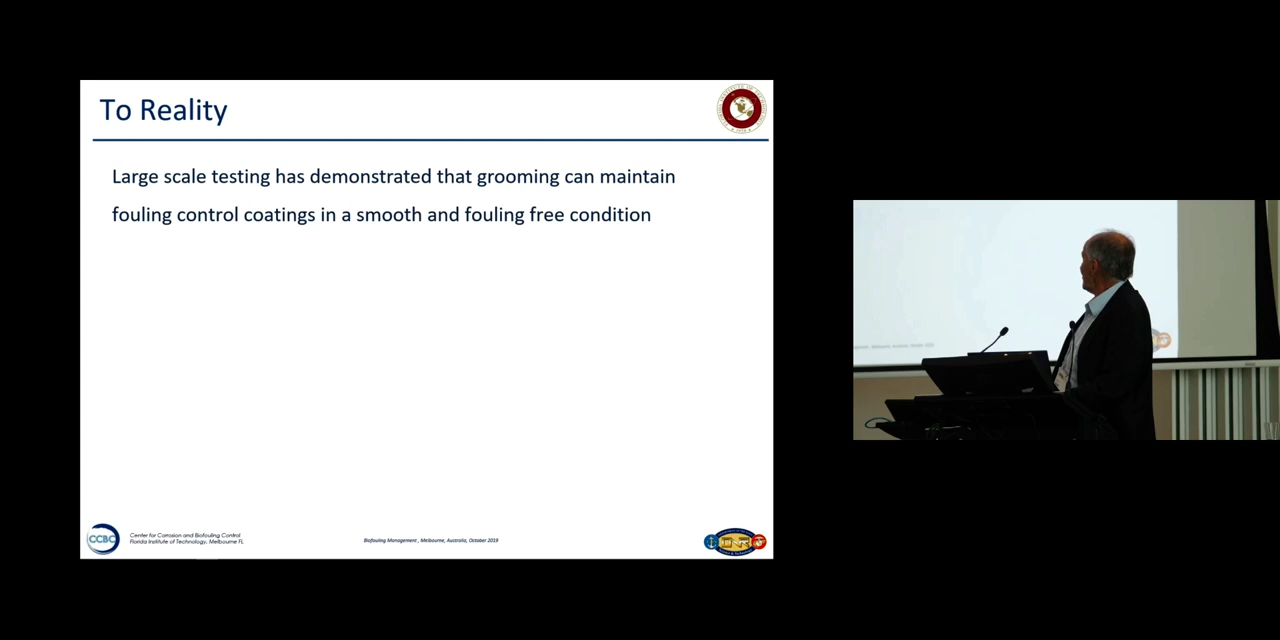 To Reality
Large scale testing has demonstrated that grooming can maintain
fouling control coatings in a smooth and fouling free condition
CCBC
Center for Corrosion and Biofouling Control
Florida Institute of Technology, Melbourne FL
Biofouling Management , Melbourne, Australia, October 2019